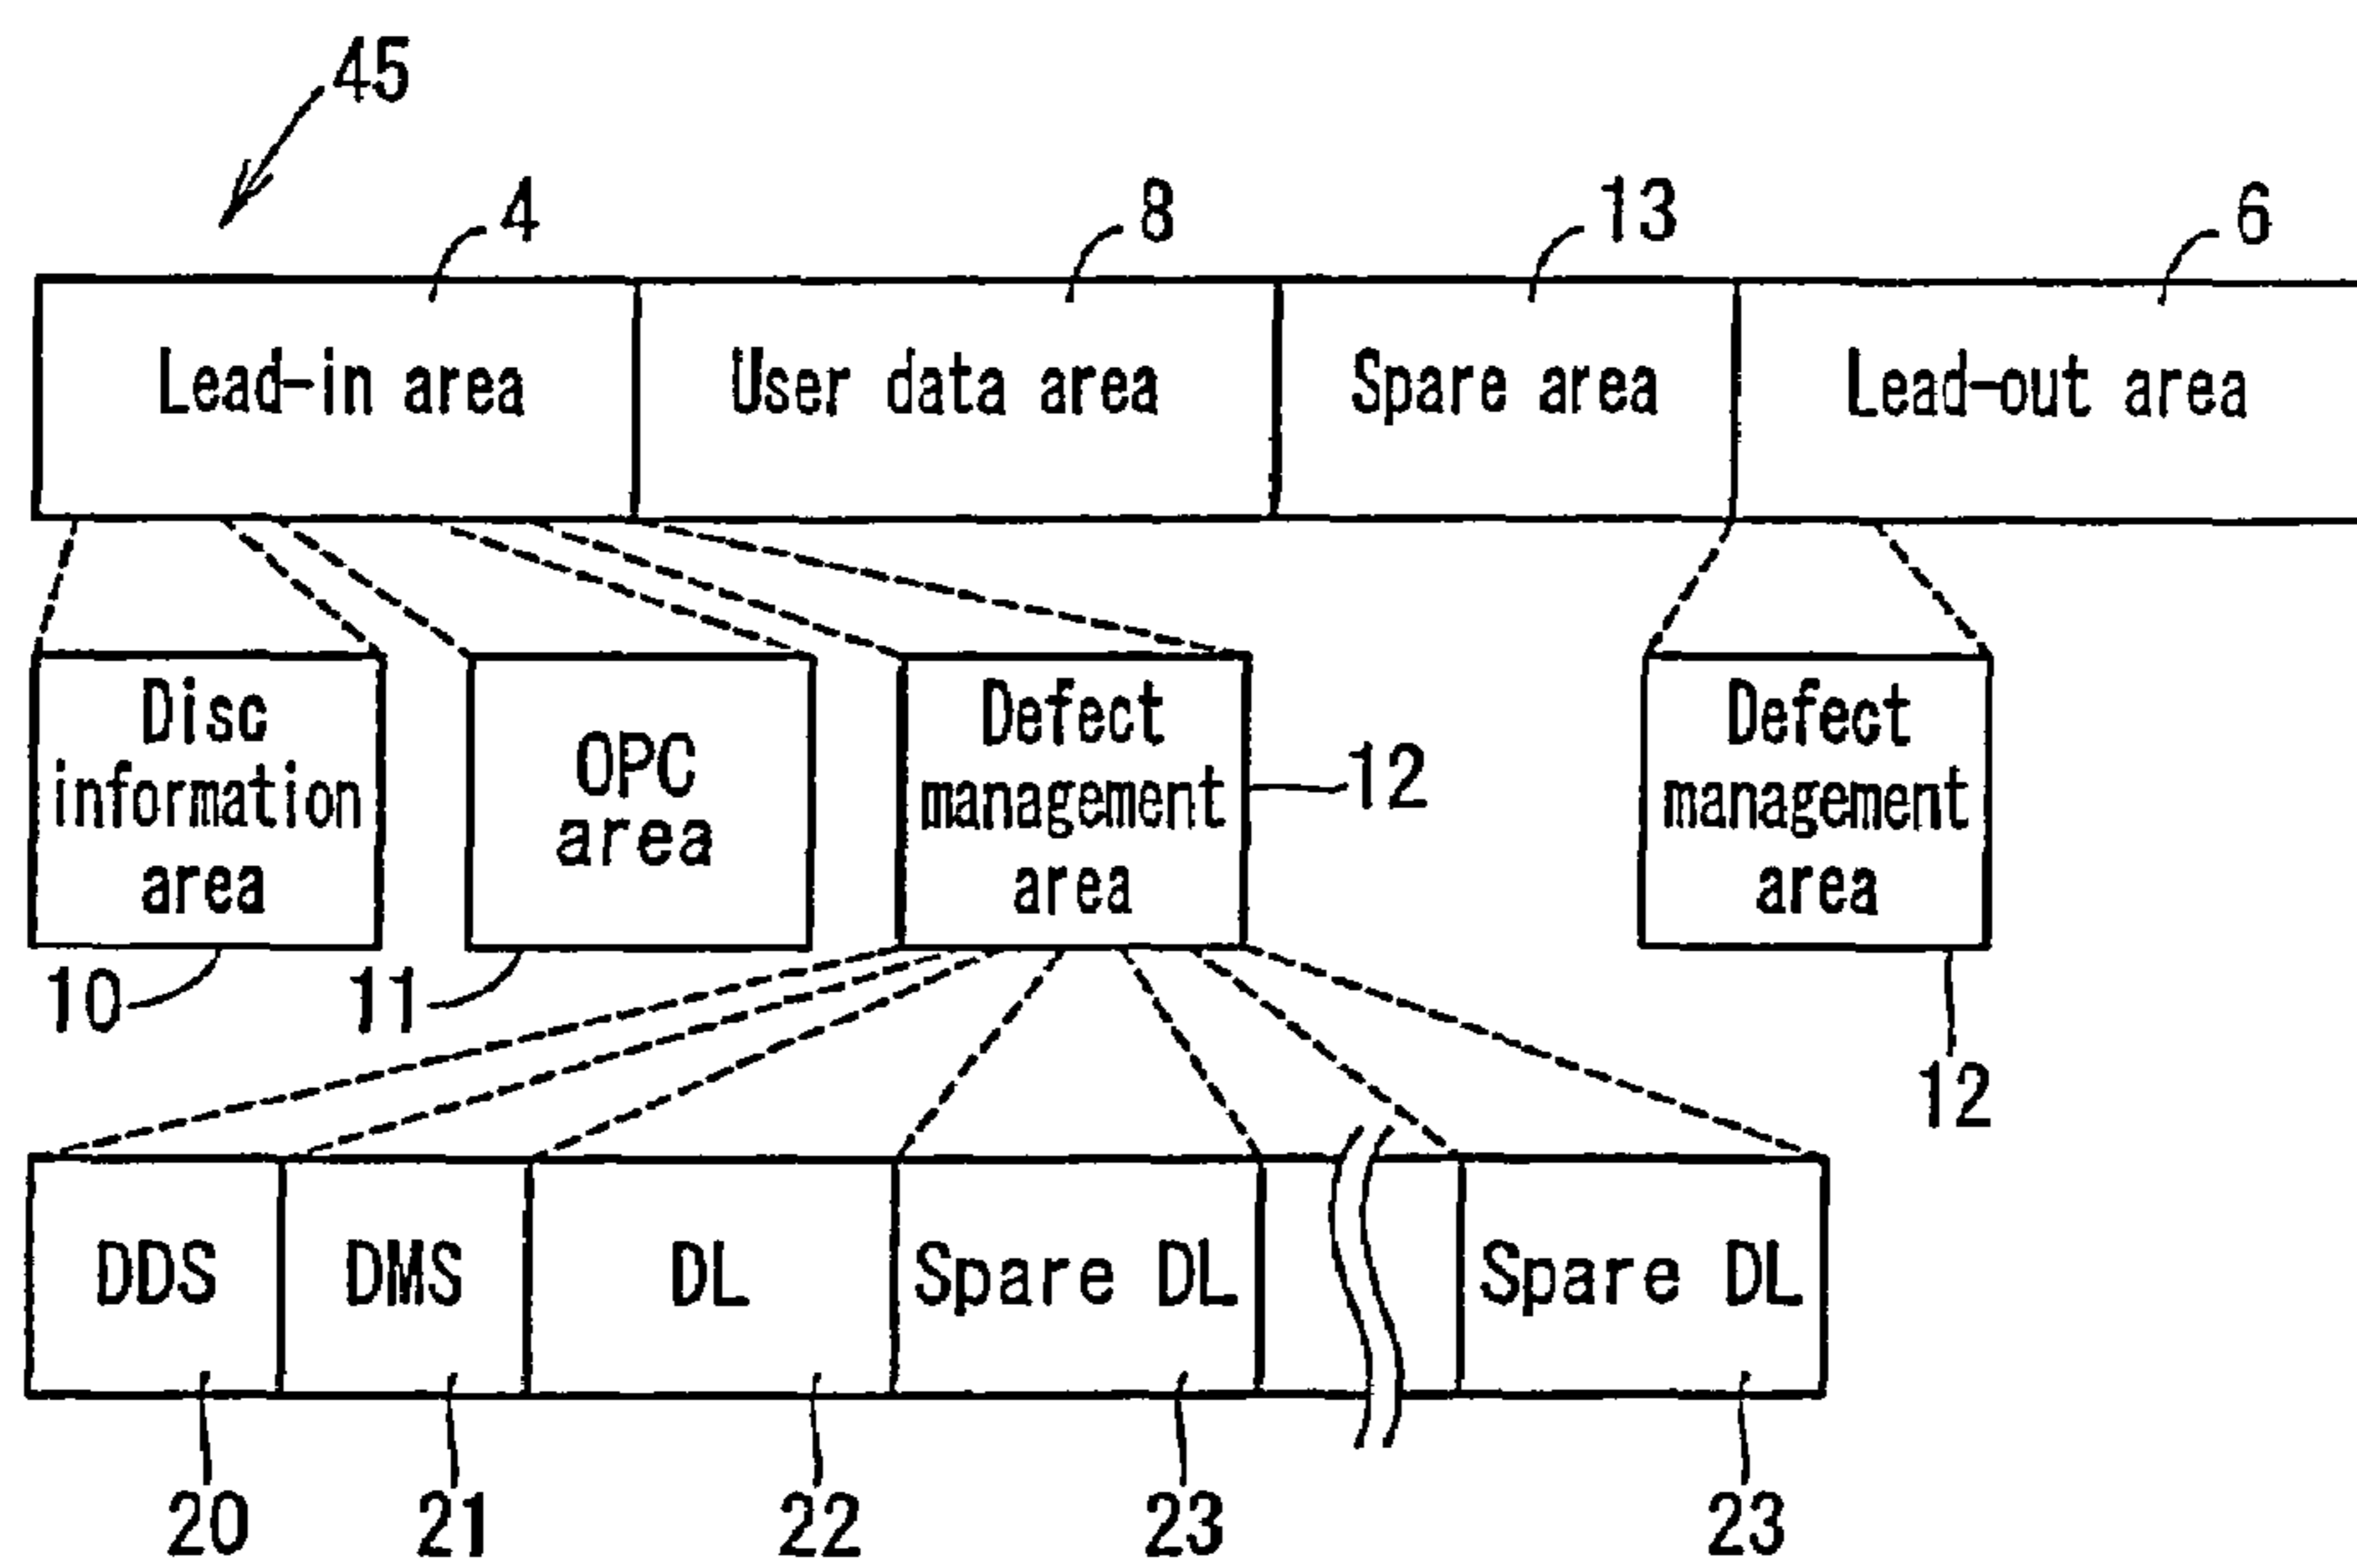 45
4
8
13
6
Lead-in area
User data area
Spare area
Lead-out area
Disc
information
area
OPC
area
Defect
management
area
12
Defect
management
area
10
11
12
DDS
DMS
DL
Spare DL
Spare DL
20
21
22
23
23